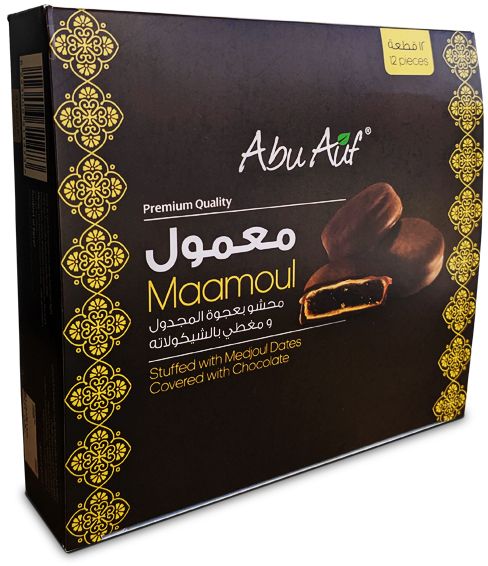 ١٢ قطعة
12 pieces
Abu Auf®
Premium Quality
معمول
Maamoul
محشو بعجوة المجدول
و مغطي بالشيكولاته
Stuffed with Medjoul Dates
Covered with Chocolate